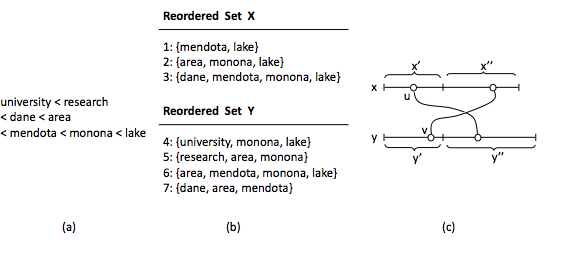 university < research
< dane < area
< mendota < monona < lake
(a)
Reordered Set X
1: {mendota, lake}
2: {area, monona, lake}
3: {dane, mendota, monona, lake}
Reordered Set Y
4: {university, monona, lake}
5: {research, area, monona}
6: {area, mendota, monona, lake}
7: {dane, area, mendota}
(b)
x' x''
x
u
v
y
y' y''
(c)